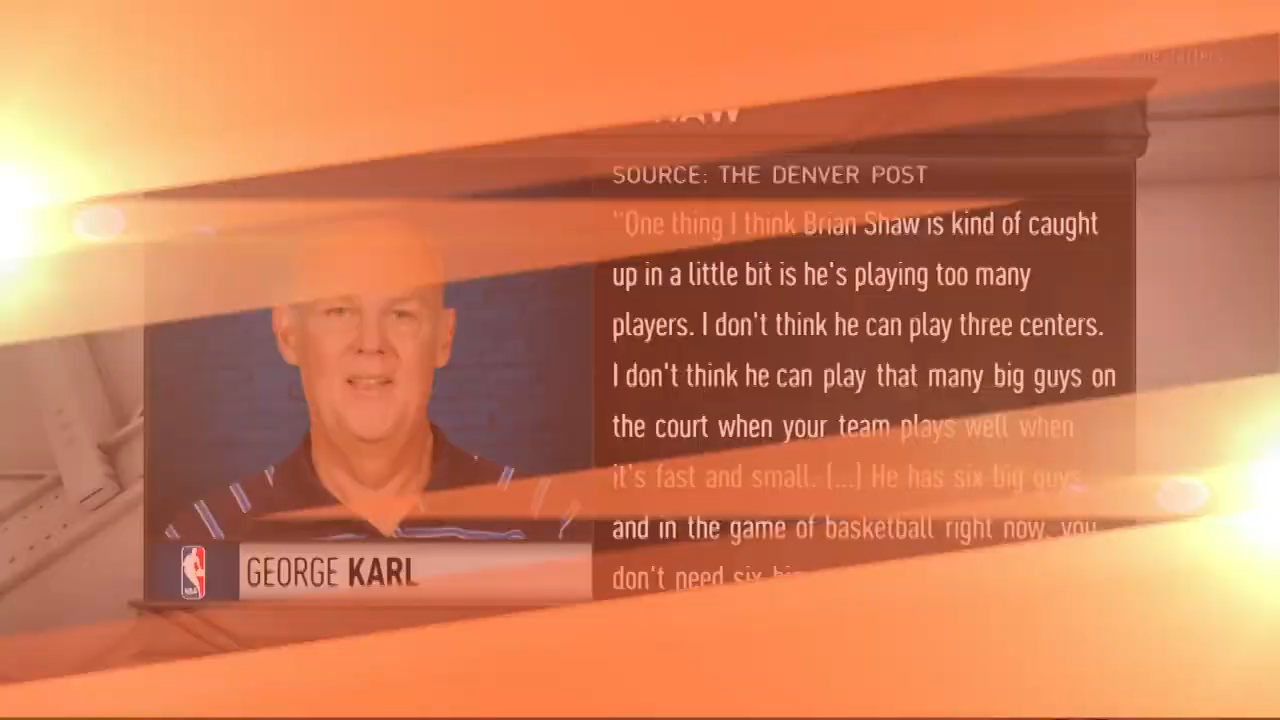 SOURCE: THE DENVER POST
"One thing I think Brian Shaw is kind of caught
up in a little bit is he's playing too many
players. I don't think he can play three centers.
I don't think he can play that many big guys on
the court when your team plays well when
it's fast and small. [...] He has six big guys
and in the game of basketball right now, you
don't need six
GEORGE KARL
NBA